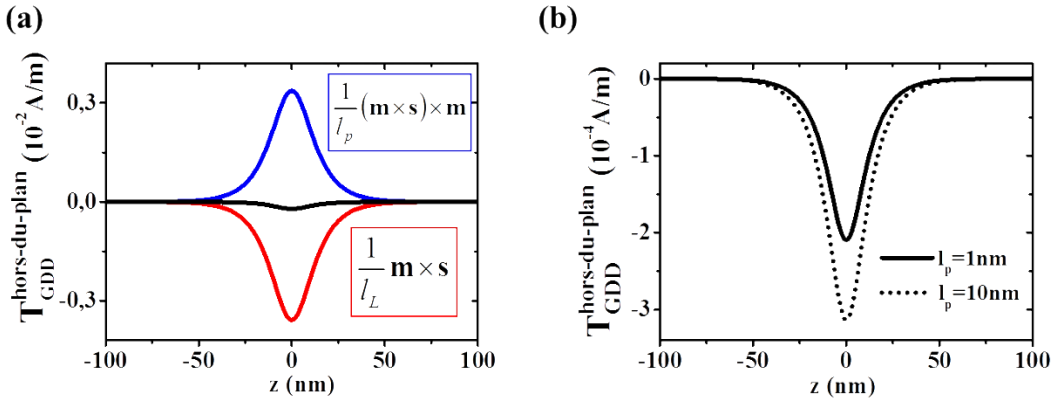 (a)
T_GDD^hors-du-plan (10^-2 A/m)
0,3
0,0
-0,3
-100 -50 0 50 100
z (nm)
1/l_p (m×s)×m
1/l_L m×s
(b)
T_GDD^hors-du-plan (10^-4 A/m)
0
-1
-2
-3
-100 -50 0 50 100
z (nm)
l_p=1nm
l_p=10nm